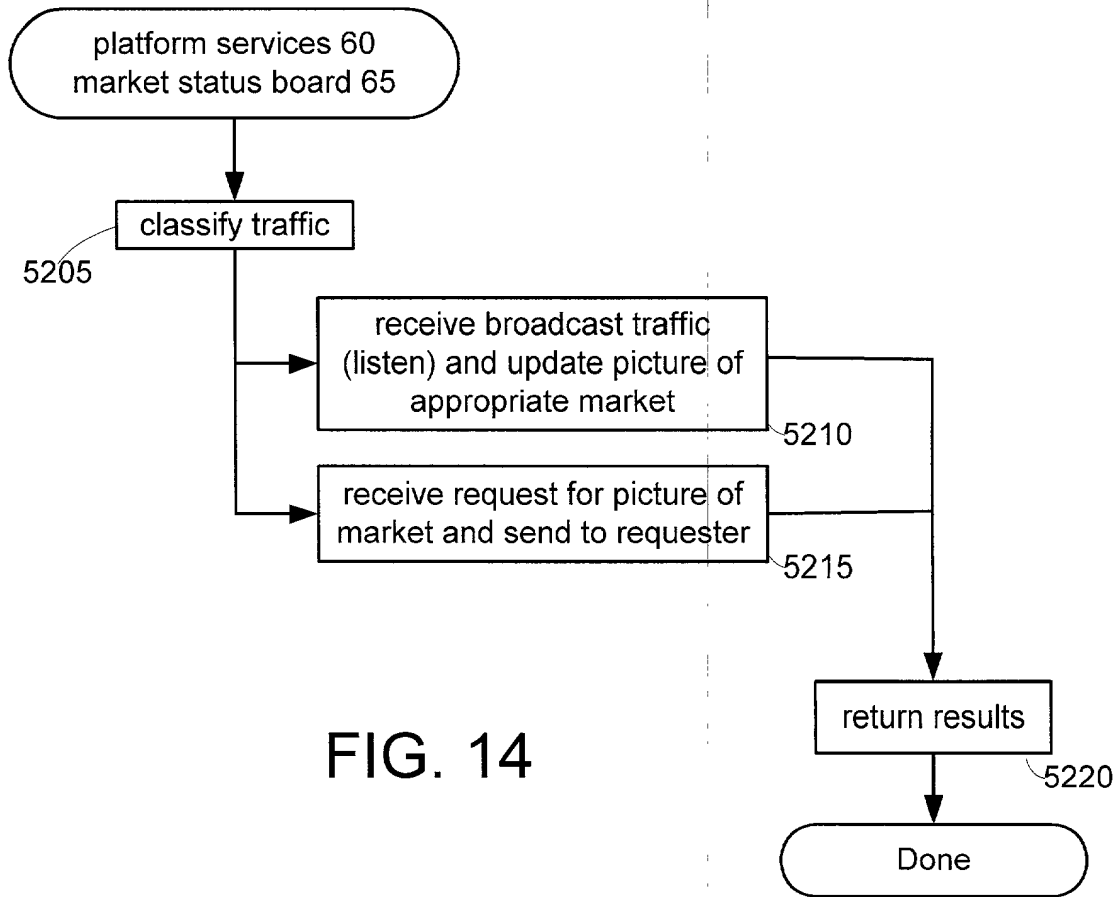 platform services 60
market status board 65
classify traffic
5205
receive broadcast traffic
(listen) and update picture of
appropriate market
5210
receive request for picture of
market and send to requester
5215
return results
5220
FIG. 14
Done